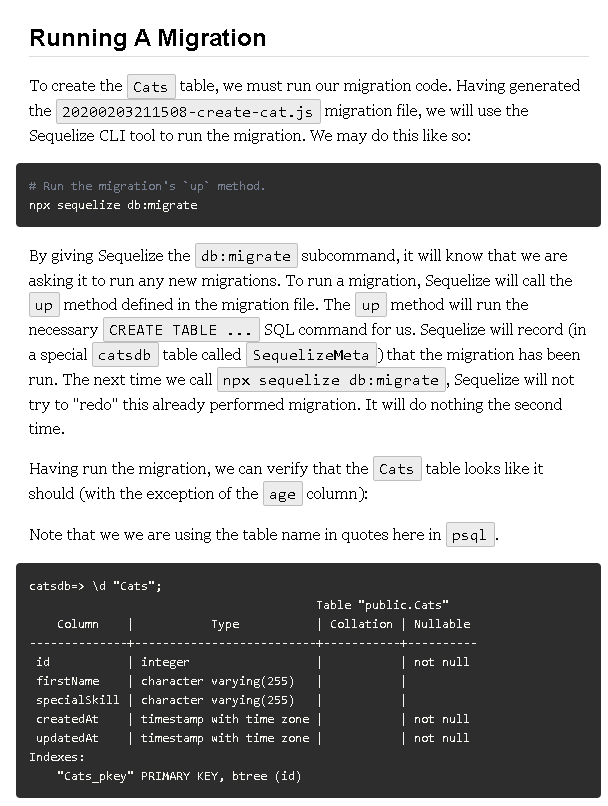 Running A Migration
To create the Cats table, we must run our migration code. Having generated
the 20200203211508-create-cat.js migration file, we will use the
Sequelize CLI tool to run the migration. We may do this like so:
# Run the migration's `up` method.
npx sequelize db:migrate
By giving Sequelize the db:migrate subcommand, it will know that we are
asking it to run any new migrations. To run a migration, Sequelize will call the
up method defined in the migration file. The up method will run the
necessary CREATE TABLE ... SQL command for us. Sequelize will record (in
a special catsdb table called SequelizeMeta) that the migration has been
run. The next time we call npx sequelize db:migrate, Sequelize will not
try to "redo" this already performed migration. It will do nothing the second
time.
Having run the migration, we can verify that the Cats table looks like it
should (with the exception of the age column):
Note that we we are using the table name in quotes here in psql.
catsdb=> \d "Cats";
                                         Table "public.Cats"
    Column    |           Type           | Collation | Nullable
--------------+--------------------------+-----------+----------
 id           | integer                  |           | not null
 firstName    | character varying(255)   |           |
 specialSkill | character varying(255)   |           |
 createdAt    | timestamp with time zone |           | not null
 updatedAt    | timestamp with time zone |           | not null
Indexes:
    "Cats_pkey" PRIMARY KEY, btree (id)